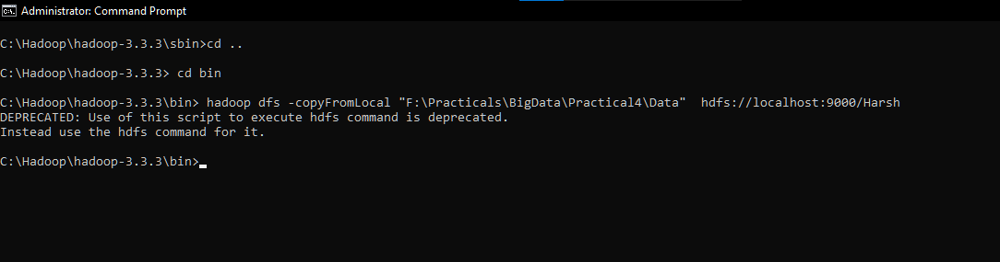 Administrator: Command Prompt
C:\Hadoop\hadoop-3.3.3\sbin>cd ..
C:\Hadoop\hadoop-3.3.3> cd bin
C:\Hadoop\hadoop-3.3.3\bin> hadoop dfs -copyFromLocal "F:\Practicals\BigData\Practical4\Data"  hdfs://localhost:9000/Harsh
DEPRECATED: Use of this script to execute hdfs command is deprecated.
Instead use the hdfs command for it.
C:\Hadoop\hadoop-3.3.3\bin>